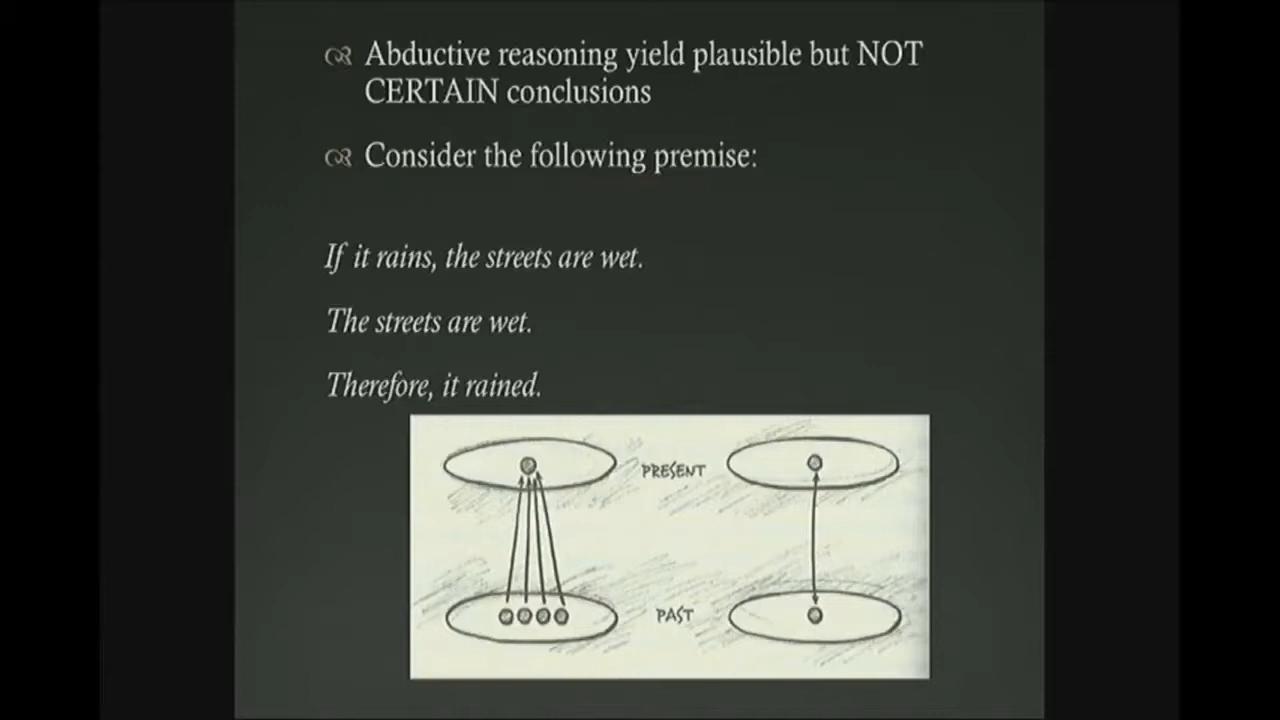 Abductive reasoning yield plausible but NOT
CERTAIN conclusions
Consider the following premise:
If it rains, the streets are wet.
The streets are wet.
Therefore, it rained.
PRESENT
PAST